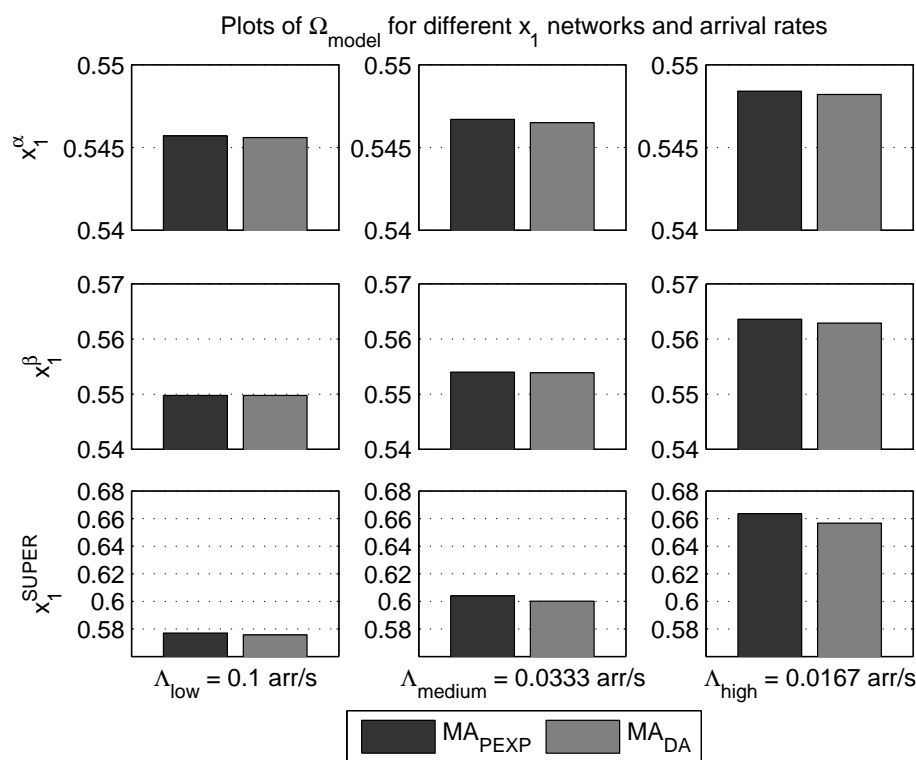 Plots of Ω_model for different x_1 networks and arrival rates
x_1^α
0.55 0.55 0.55
0.545 0.545 0.545
0.54 0.54 0.54
x_1^β
0.57 0.57 0.57
0.56 0.56 0.56
0.55 0.55 0.55
0.54 0.54 0.54
x_1^SUPER
0.68 0.68 0.68
0.66 0.66 0.66
0.64 0.64 0.64
0.62 0.62 0.62
0.6 0.6 0.6
0.58 0.58 0.58
Λ_low = 0.1 arr/s Λ_medium = 0.0333 arr/s Λ_high = 0.0167 arr/s
MA_PEXP MA_DA